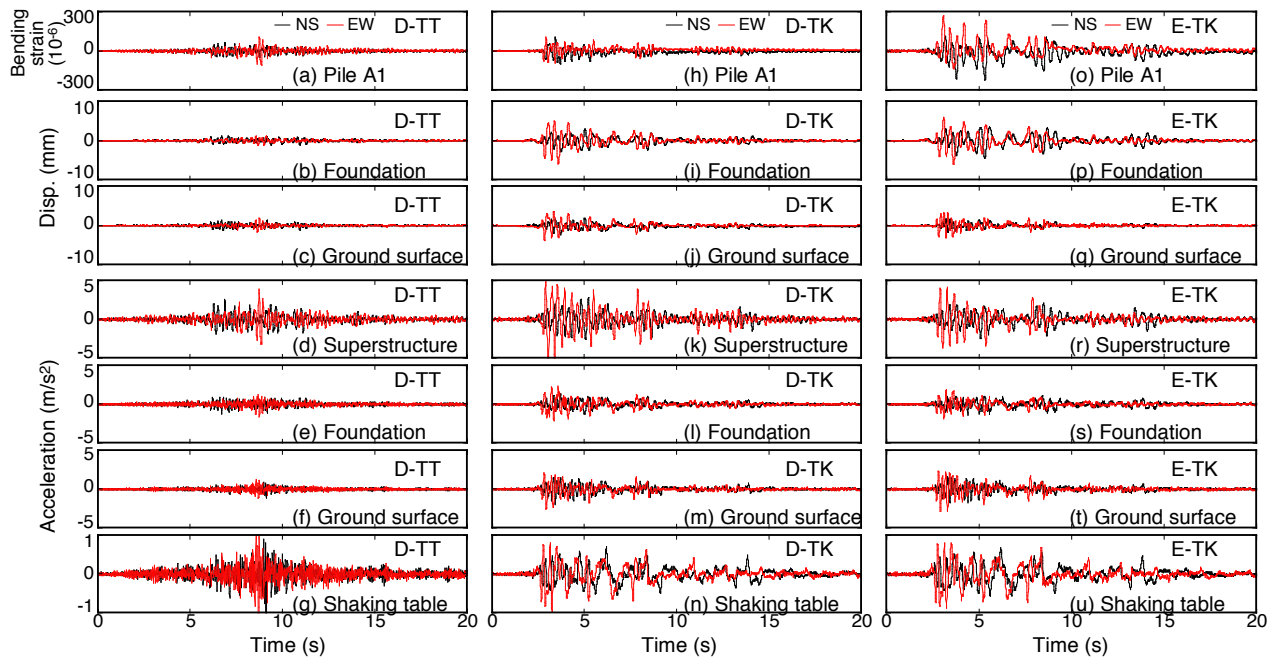 Bending
strain
(10-6)
300
0
-300
NS EW D-TT
(a) Pile A1
NS EW D-TK
(h) Pile A1
NS EW E-TK
(o) Pile A1
Disp. (mm)
10
0
-10
D-TT
(b) Foundation
D-TK
(i) Foundation
E-TK
(p) Foundation
10
0
-10
D-TT
(c) Ground surface
D-TK
(j) Ground surface
E-TK
(q) Ground surface
Acceleration (m/s2)
5
0
-5
D-TT
(d) Superstructure
D-TK
(k) Superstructure
E-TK
(r) Superstructure
5
0
-5
D-TT
(e) Foundation
D-TK
(l) Foundation
E-TK
(s) Foundation
5
0
-5
D-TT
(f) Ground surface
D-TK
(m) Ground surface
E-TK
(t) Ground surface
1
0
-1
D-TT
(g) Shaking table
D-TK
(n) Shaking table
E-TK
(u) Shaking table
0 5 10 15 20
0 5 10 15 20
0 5 10 15 20
Time (s) Time (s) Time (s)